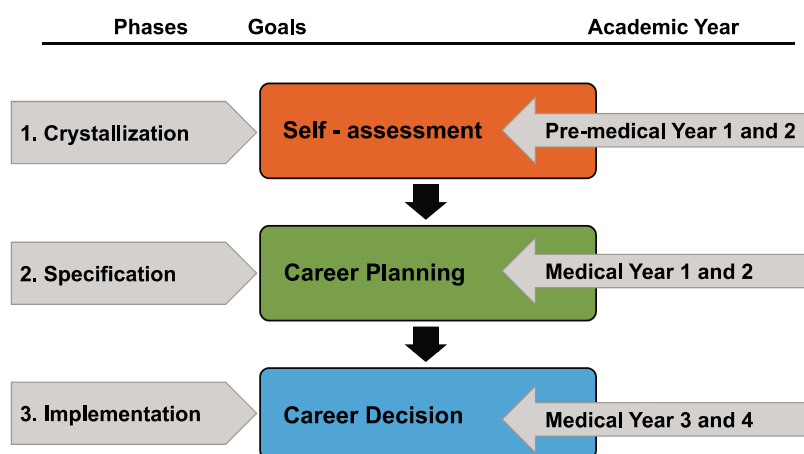 Phases Goals Academic Year
1. Crystallization Self - assessment Pre-medical Year 1 and 2
2. Specification Career Planning Medical Year 1 and 2
3. Implementation Career Decision Medical Year 3 and 4